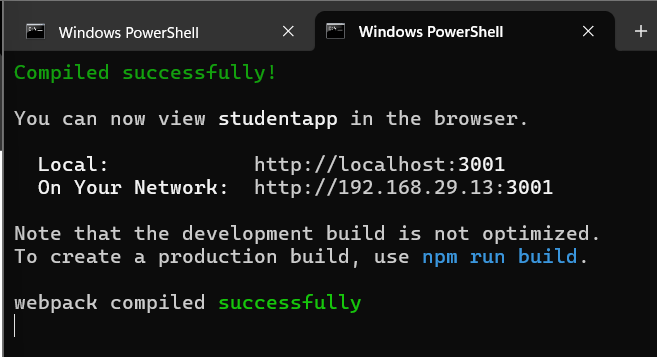 Windows PowerShell
Windows PowerShell
Compiled successfully!
You can now view studentapp in the browser.
Local: http://localhost:3001
On Your Network: http://192.168.29.13:3001
Note that the development build is not optimized.
To create a production build, use npm run build.
webpack compiled successfully